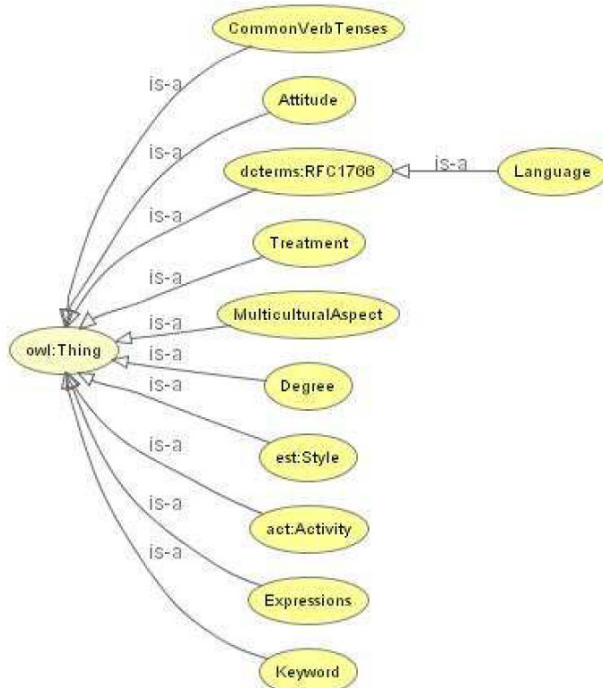 CommonVerbTenses
is-a
Attitude
is-a
dcterms:RFC1766
is-a
Language
is-a
Treatment
is-a
MulticulturalAspect
is-a
owl:Thing
is-a
Degree
is-a
est:Style
is-a
act:Activity
is-a
Expressions
is-a
Keyword